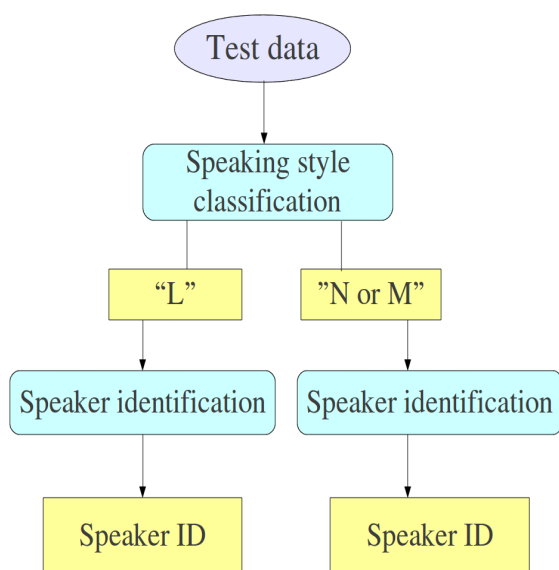 Test data
Speaking style
classification
“L”
”N or M”
Speaker identification
Speaker identification
Speaker ID
Speaker ID